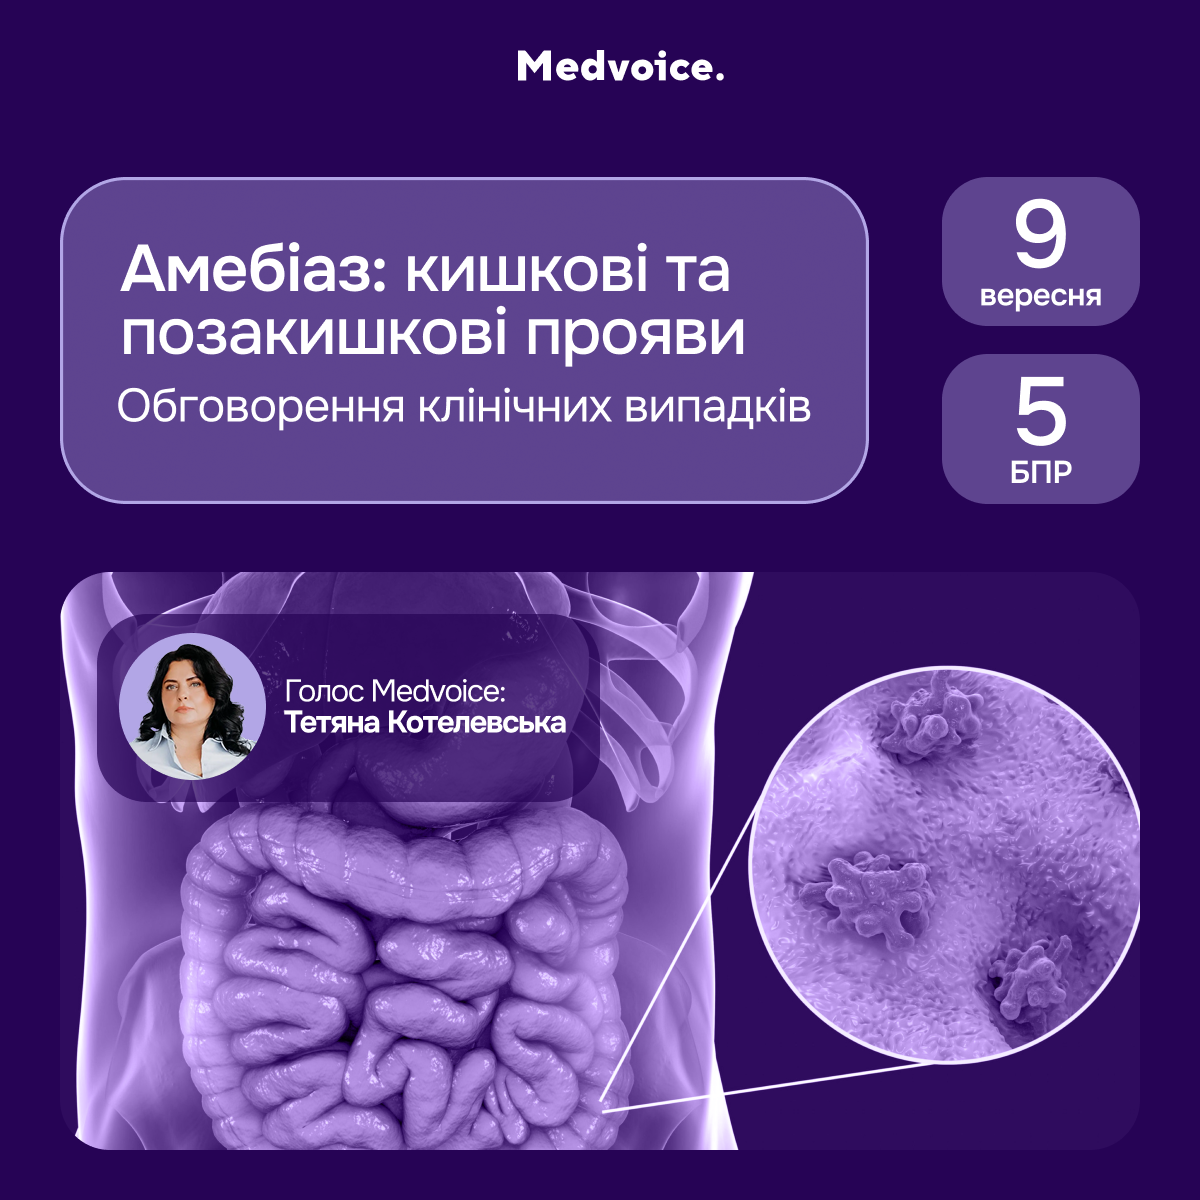 Medvoice.
Амебіаз: кишкові та
позакишкові прояви
Обговорення клінічних випадків
9
вересня
5
БПР
Голос Medvoice:
Тетяна Котелевська